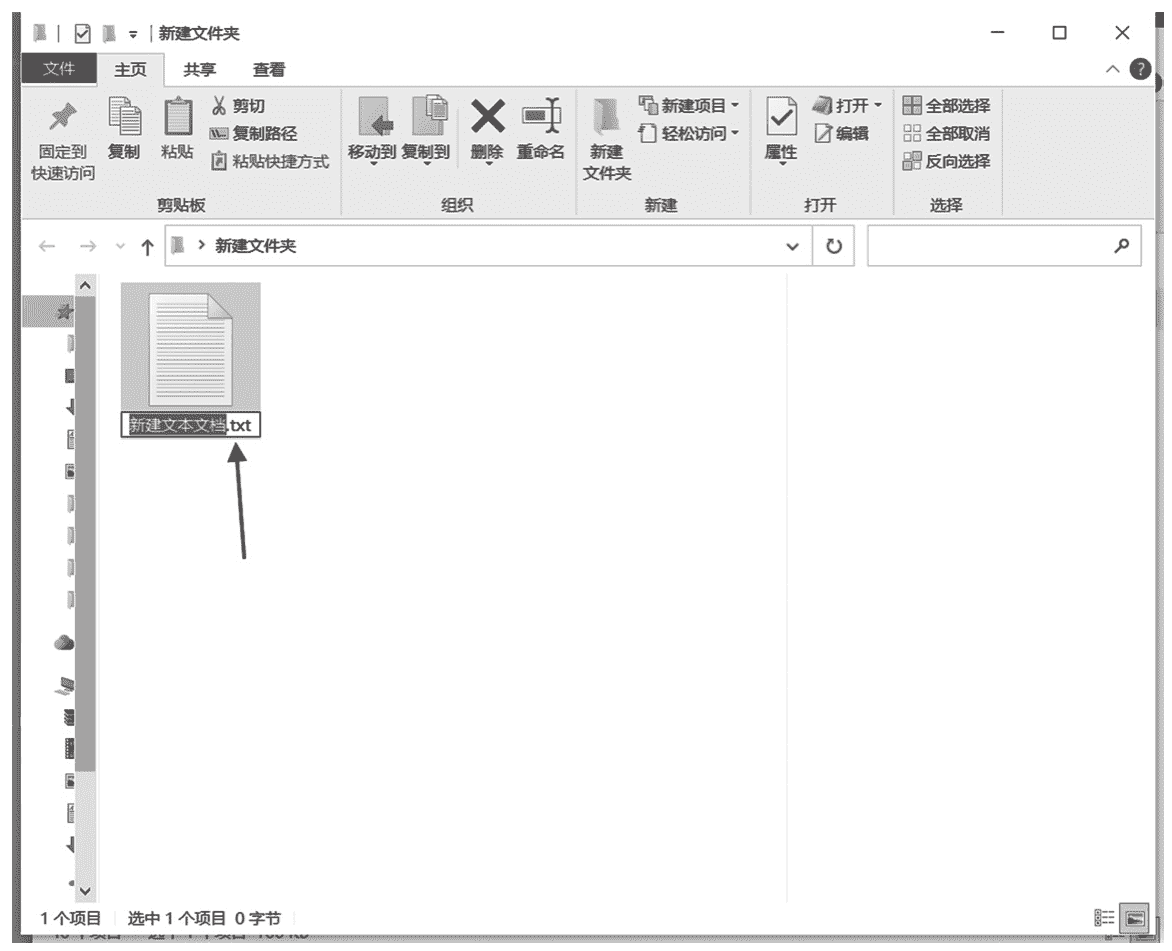 新建文件夹
文件 主页 共享 查看
固定到
快速访问
复制
粘贴
剪切
复制路径
粘贴快捷方式
剪贴板
移动到 复制到 删除 重命名
组织
新建
文件夹
新建项目
轻松访问
新建
属性
打开
编辑
打开
全部选择
全部取消
反向选择
选择
新建文件夹
新建文本文档.txt
1 个项目 选中 1 个项目 0 字节